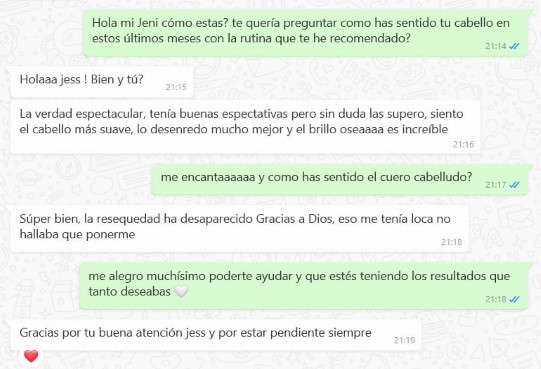 Hola mi Jeni cómo estas? te quería preguntar como has sentido tu cabello en
estos últimos meses con la rutina que te he recomendado?
21:14
Holaaa jess ! Bien y tú?
21:15
La verdad espectacular, tenía buenas espectativas pero sin duda las supero, siento
el cabello más suave, lo desenredo mucho mejor y el brillo oseaaaa es increíble
21:16
me encantaaaaaa y como has sentido el cuero cabelludo?
21:17
Súper bien, la resequedad ha desaparecido Gracias a Dios, eso me tenía loca no
hallaba que ponerme
21:18
me alegro muchísimo poderte ayudar y que estés teniendo los resultados que
tanto deseabas 🤍
21:18
Gracias por tu buena atención jess y por estar pendiente siempre
21:19